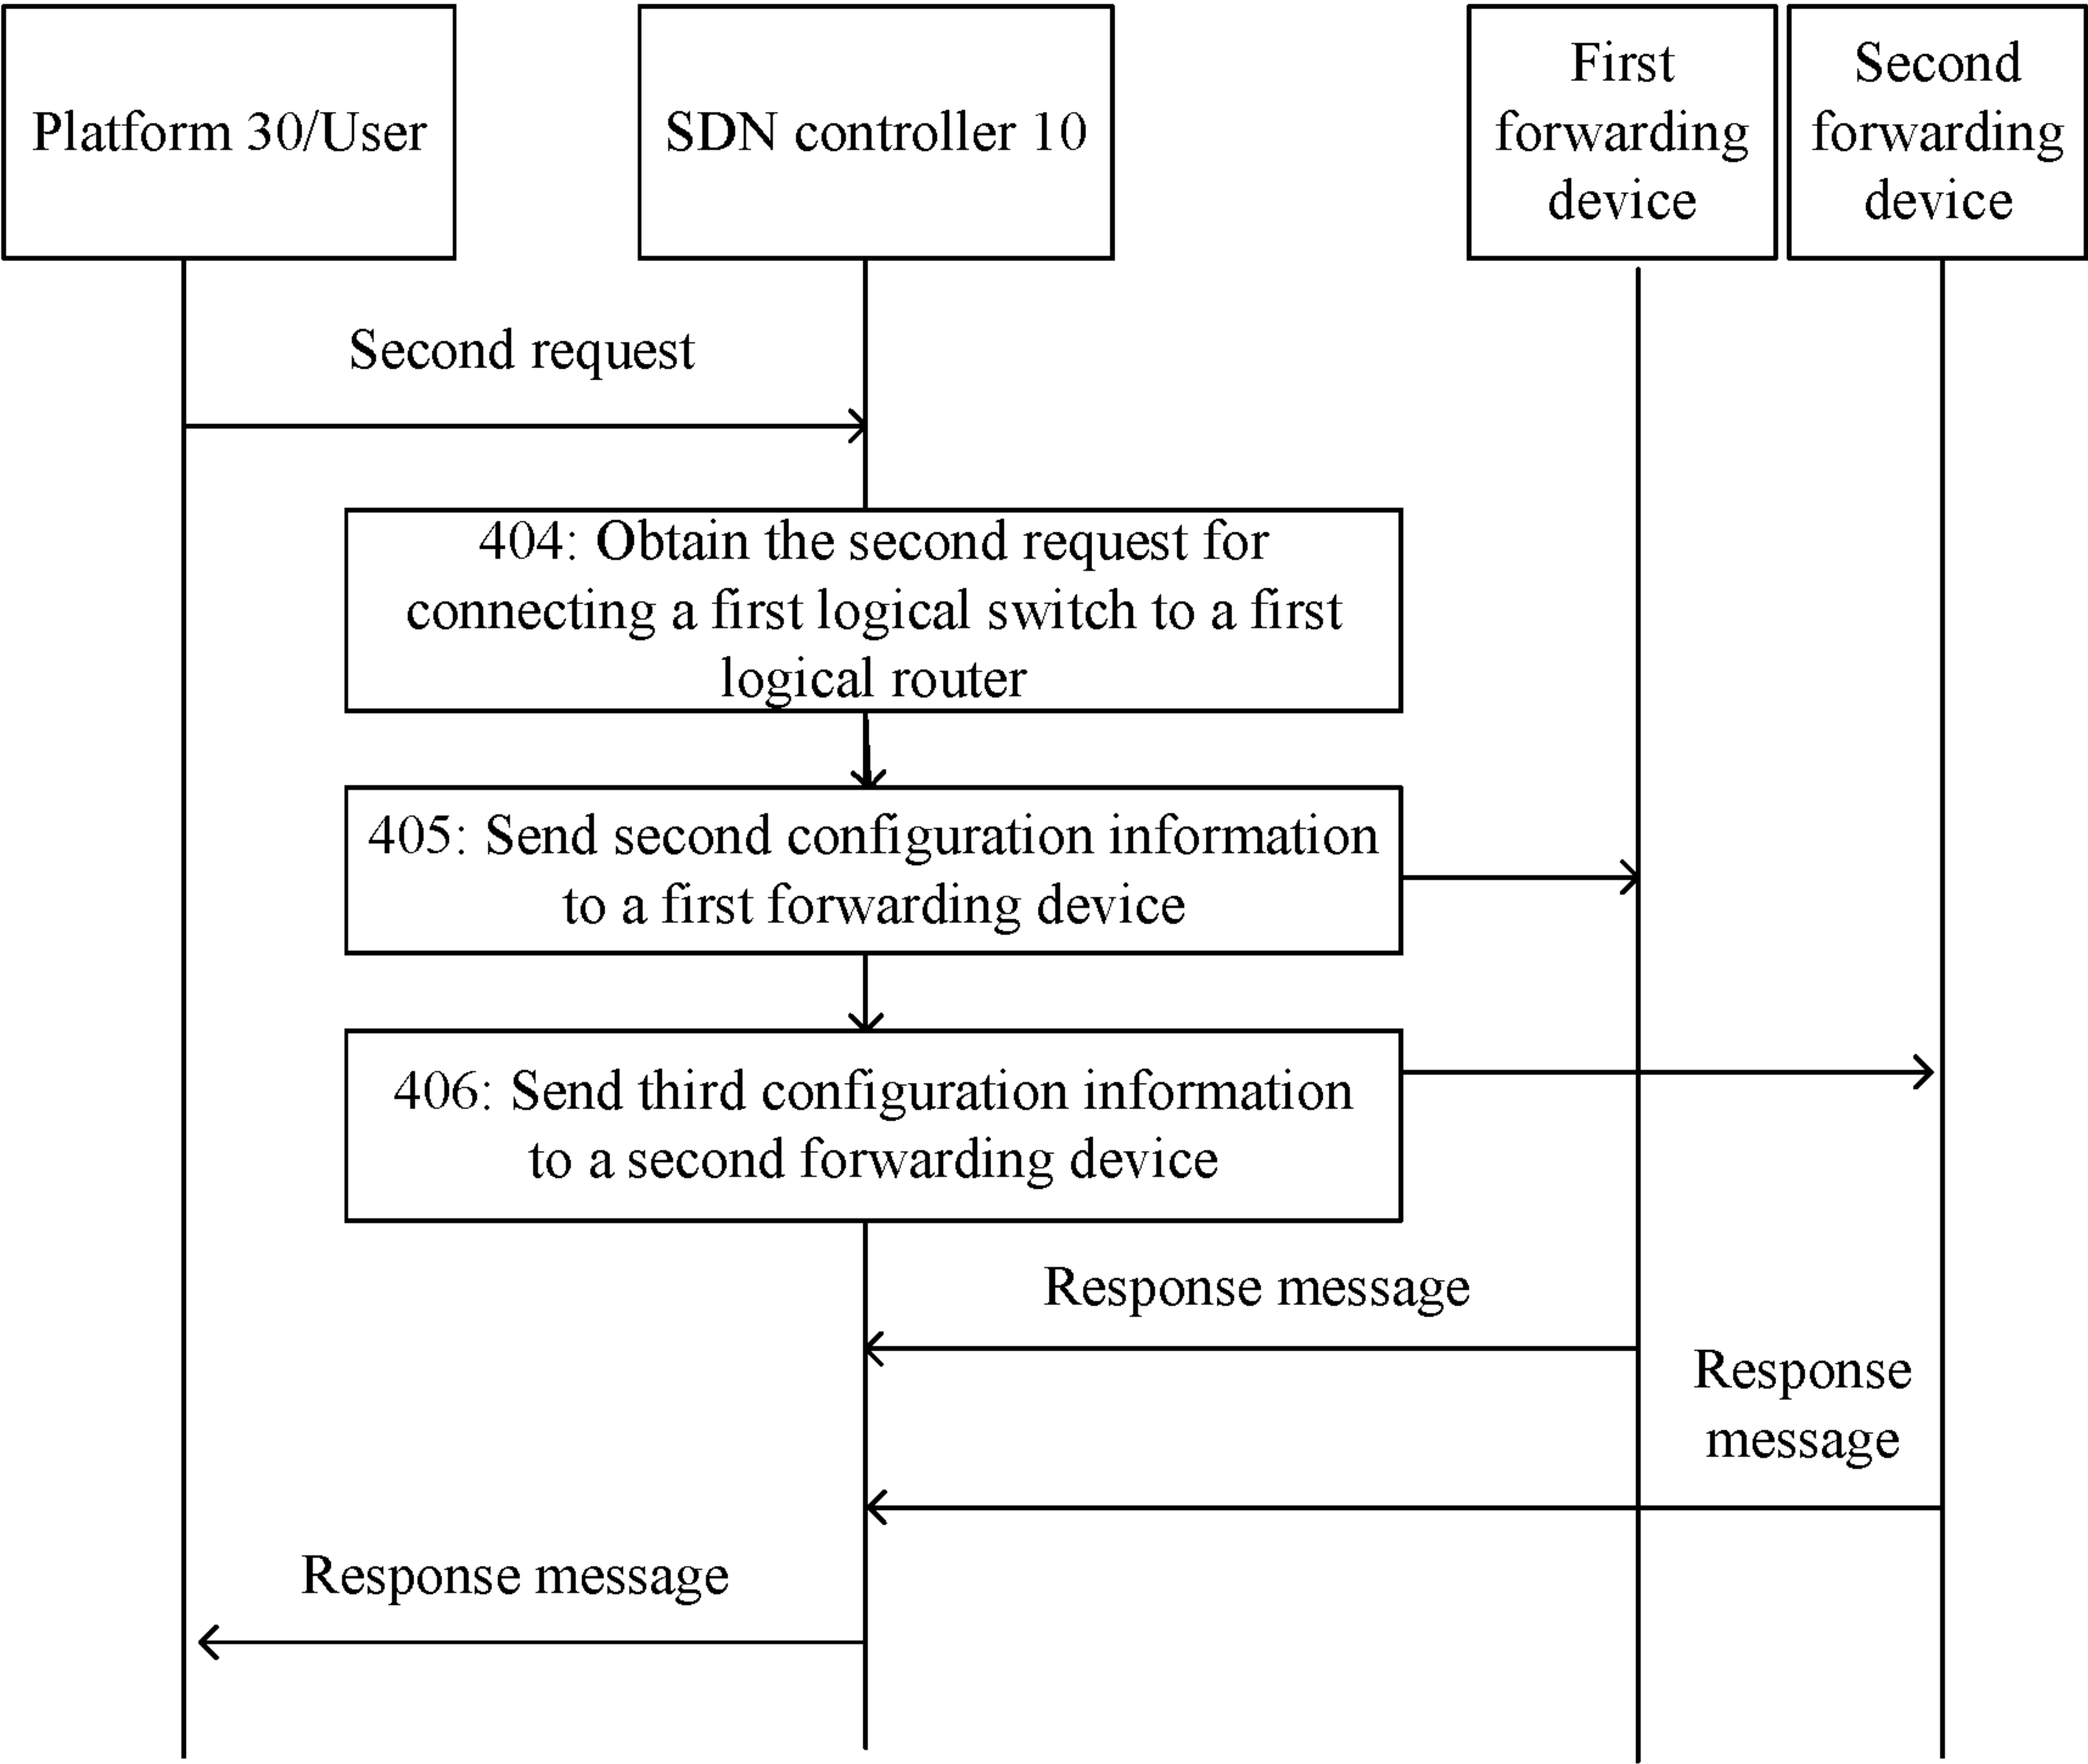 Platform 30/User
SDN controller 10
First
forwarding
device
Second
forwarding
device
Second request
404: Obtain the second request for
connecting a first logical switch to a first
logical router
405: Send second configuration information
to a first forwarding device
406: Send third configuration information
to a second forwarding device
Response message
Response
message
Response message